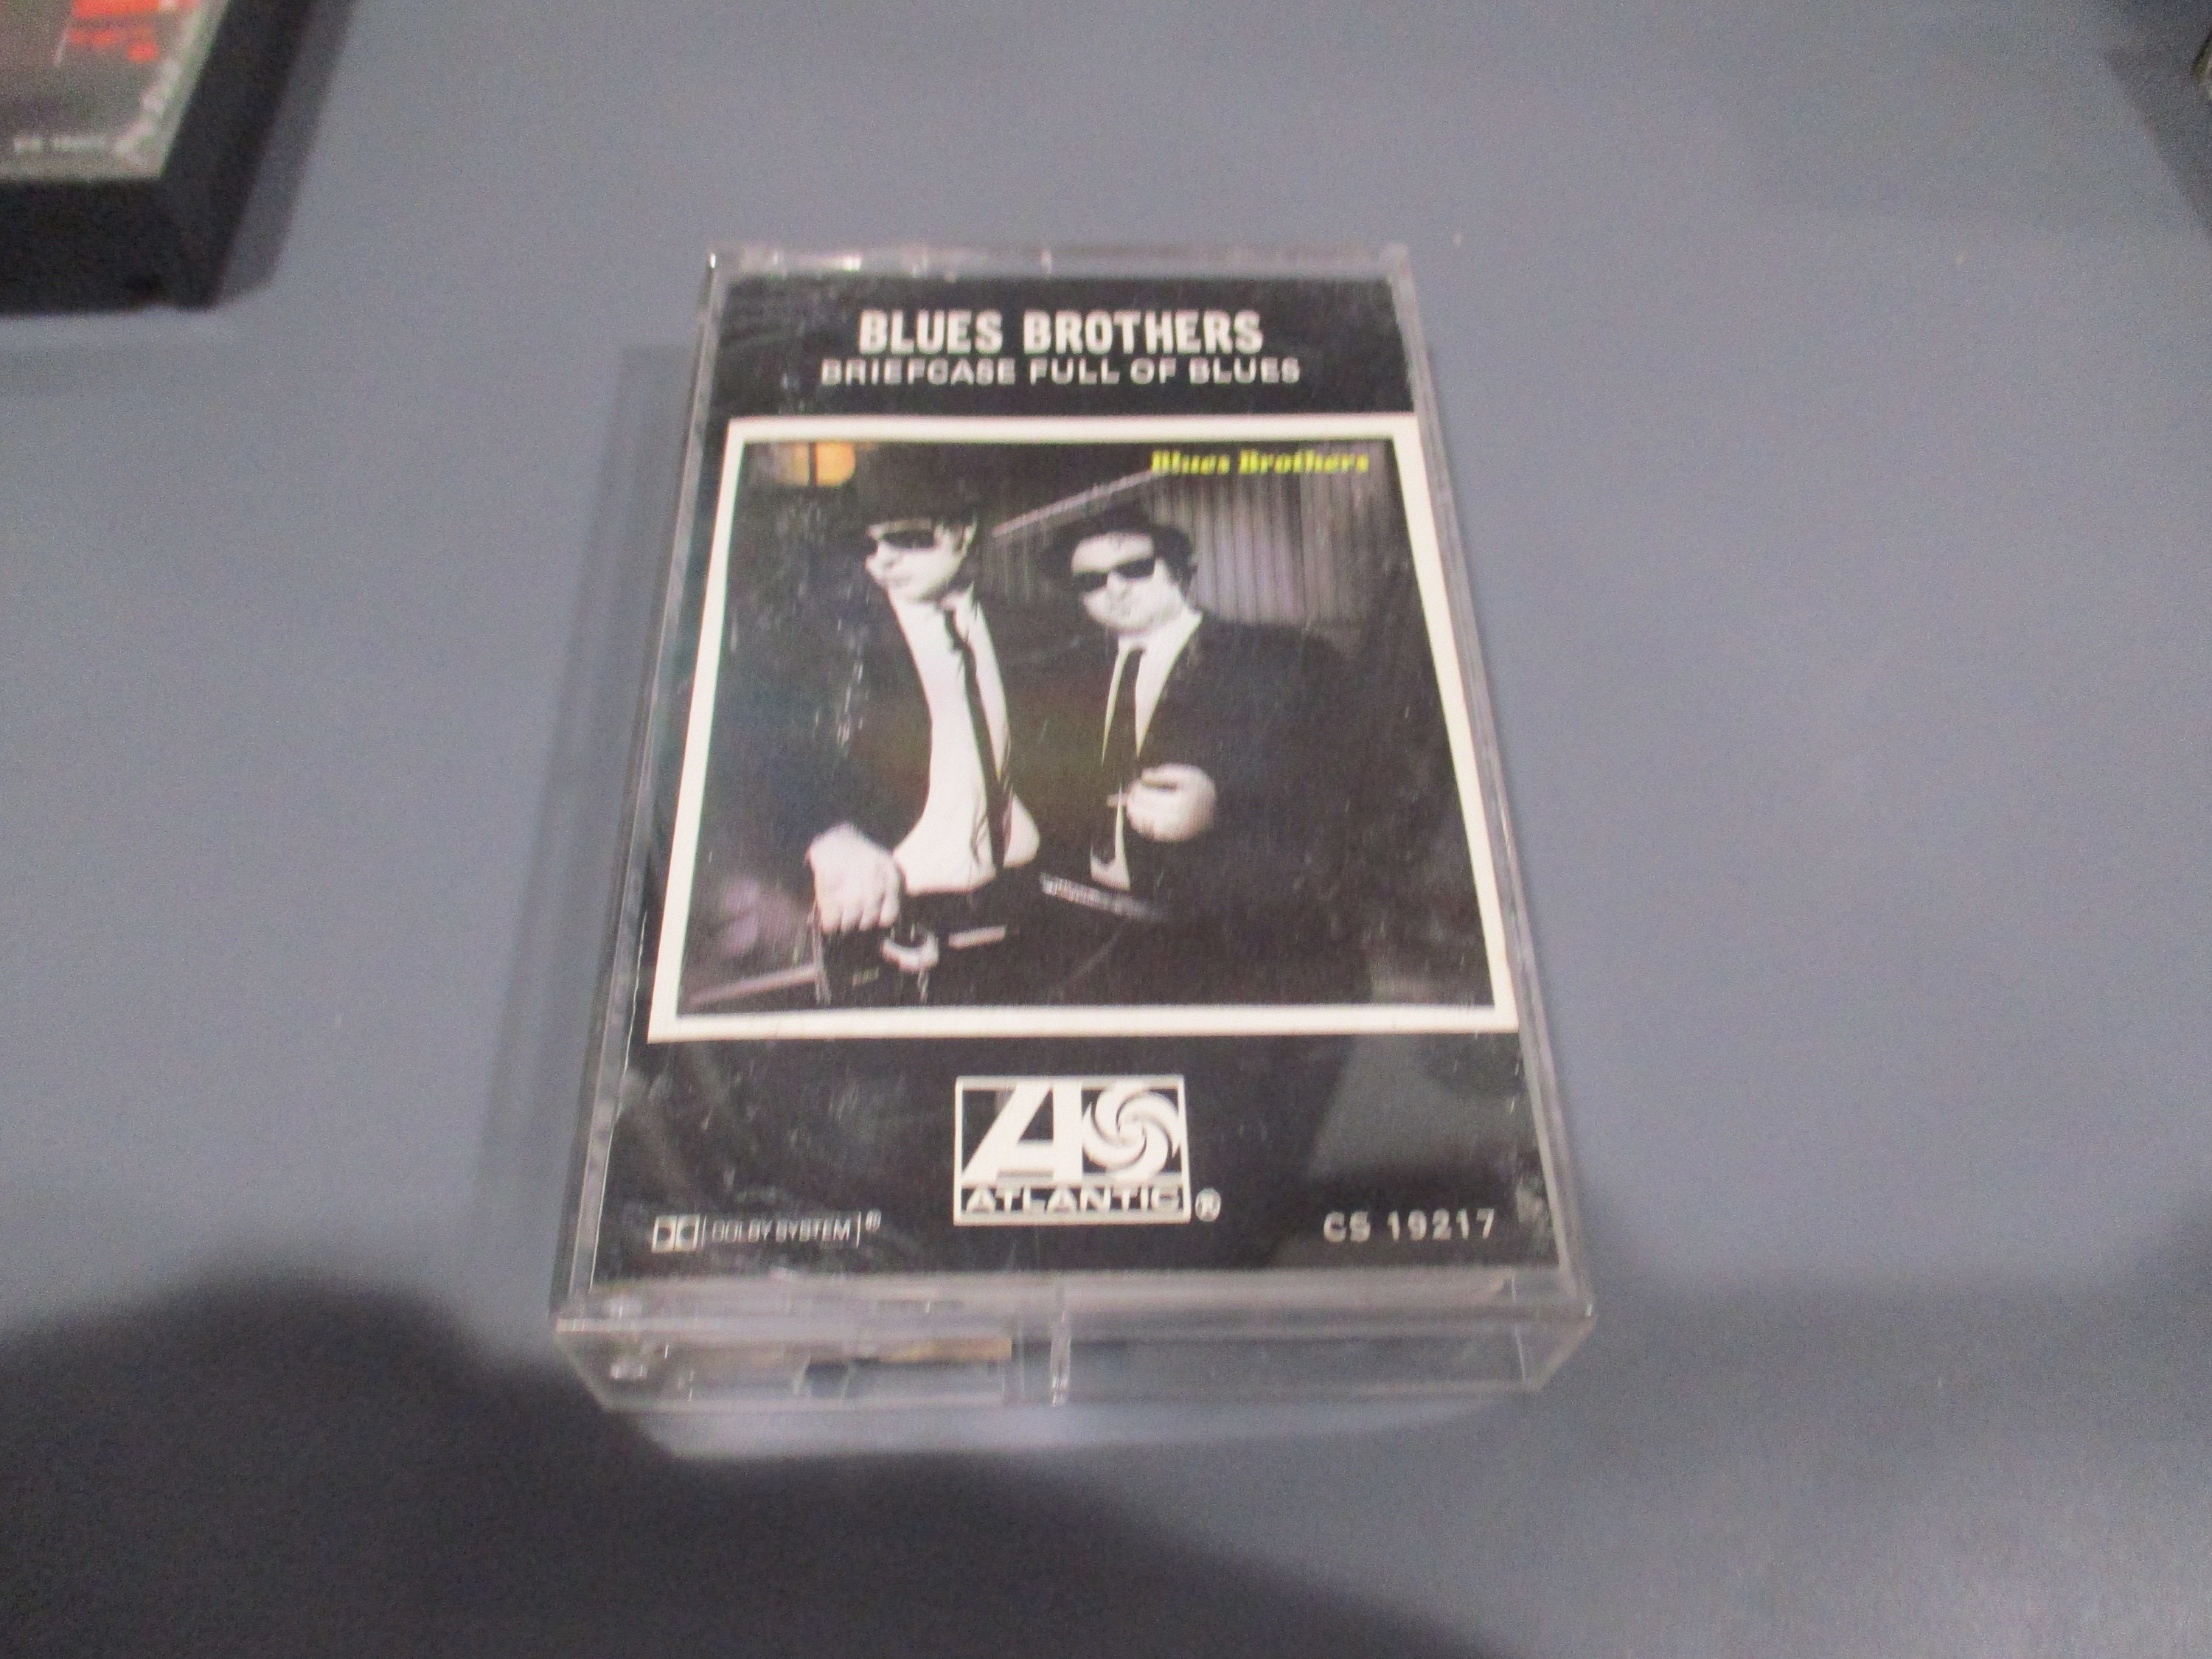 BLUES BROTHERS
BRIEFCASE FULL OF BLUES
Blues Brothers
ATLANTIC ®
DOLBY SYSTEM ®
CS 19217